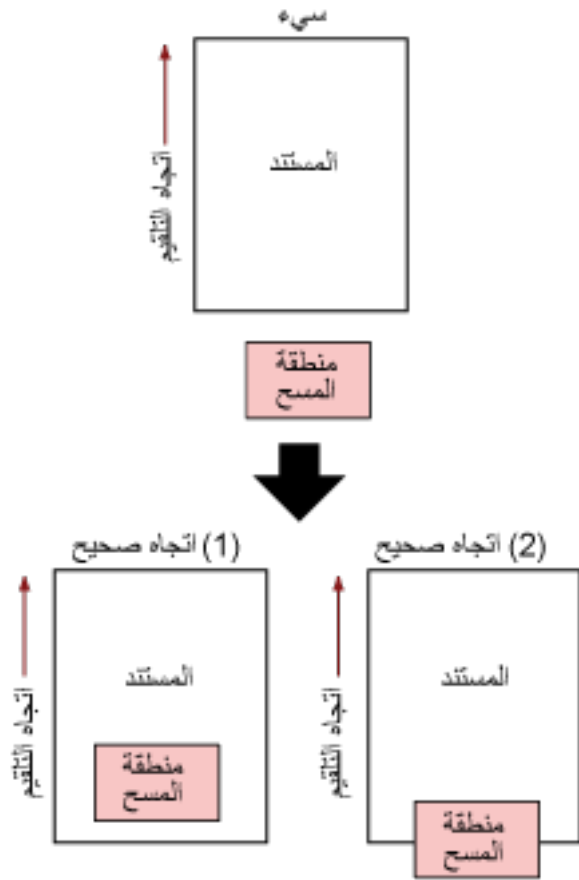 سيء
اتجاه التلقيم
المستند
منطقة
المسح
(1) اتجاه صحيح
(2) اتجاه صحيح
اتجاه التلقيم
المستند
منطقة
المسح
اتجاه التلقيم
المستند
منطقة
المسح